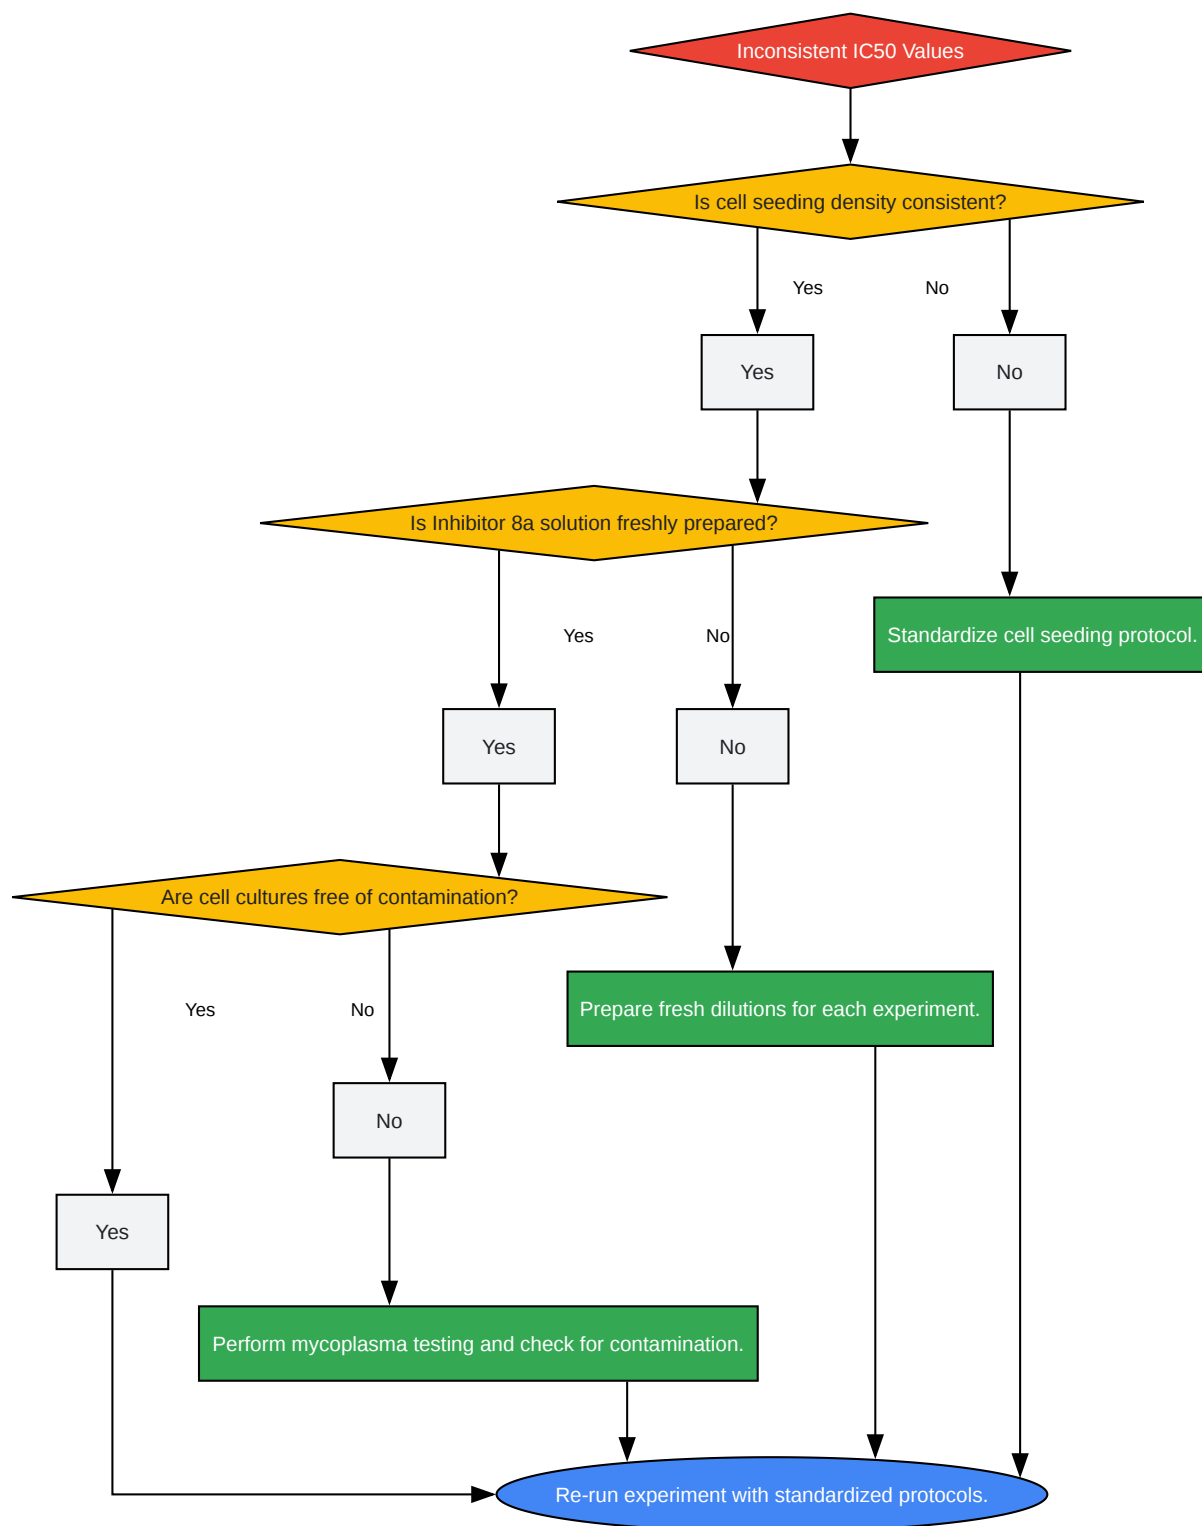 Inconsistent IC50 Values
Is cell seeding density consistent?
Yes
No
Yes
No
Is Inhibitor 8a solution freshly prepared?
Yes
No
Standardize cell seeding protocol.
Yes
No
Are cell cultures free of contamination?
Yes
No
Prepare fresh dilutions for each experiment.
No
Yes
Perform mycoplasma testing and check for contamination.
Re-run experiment with standardized protocols.